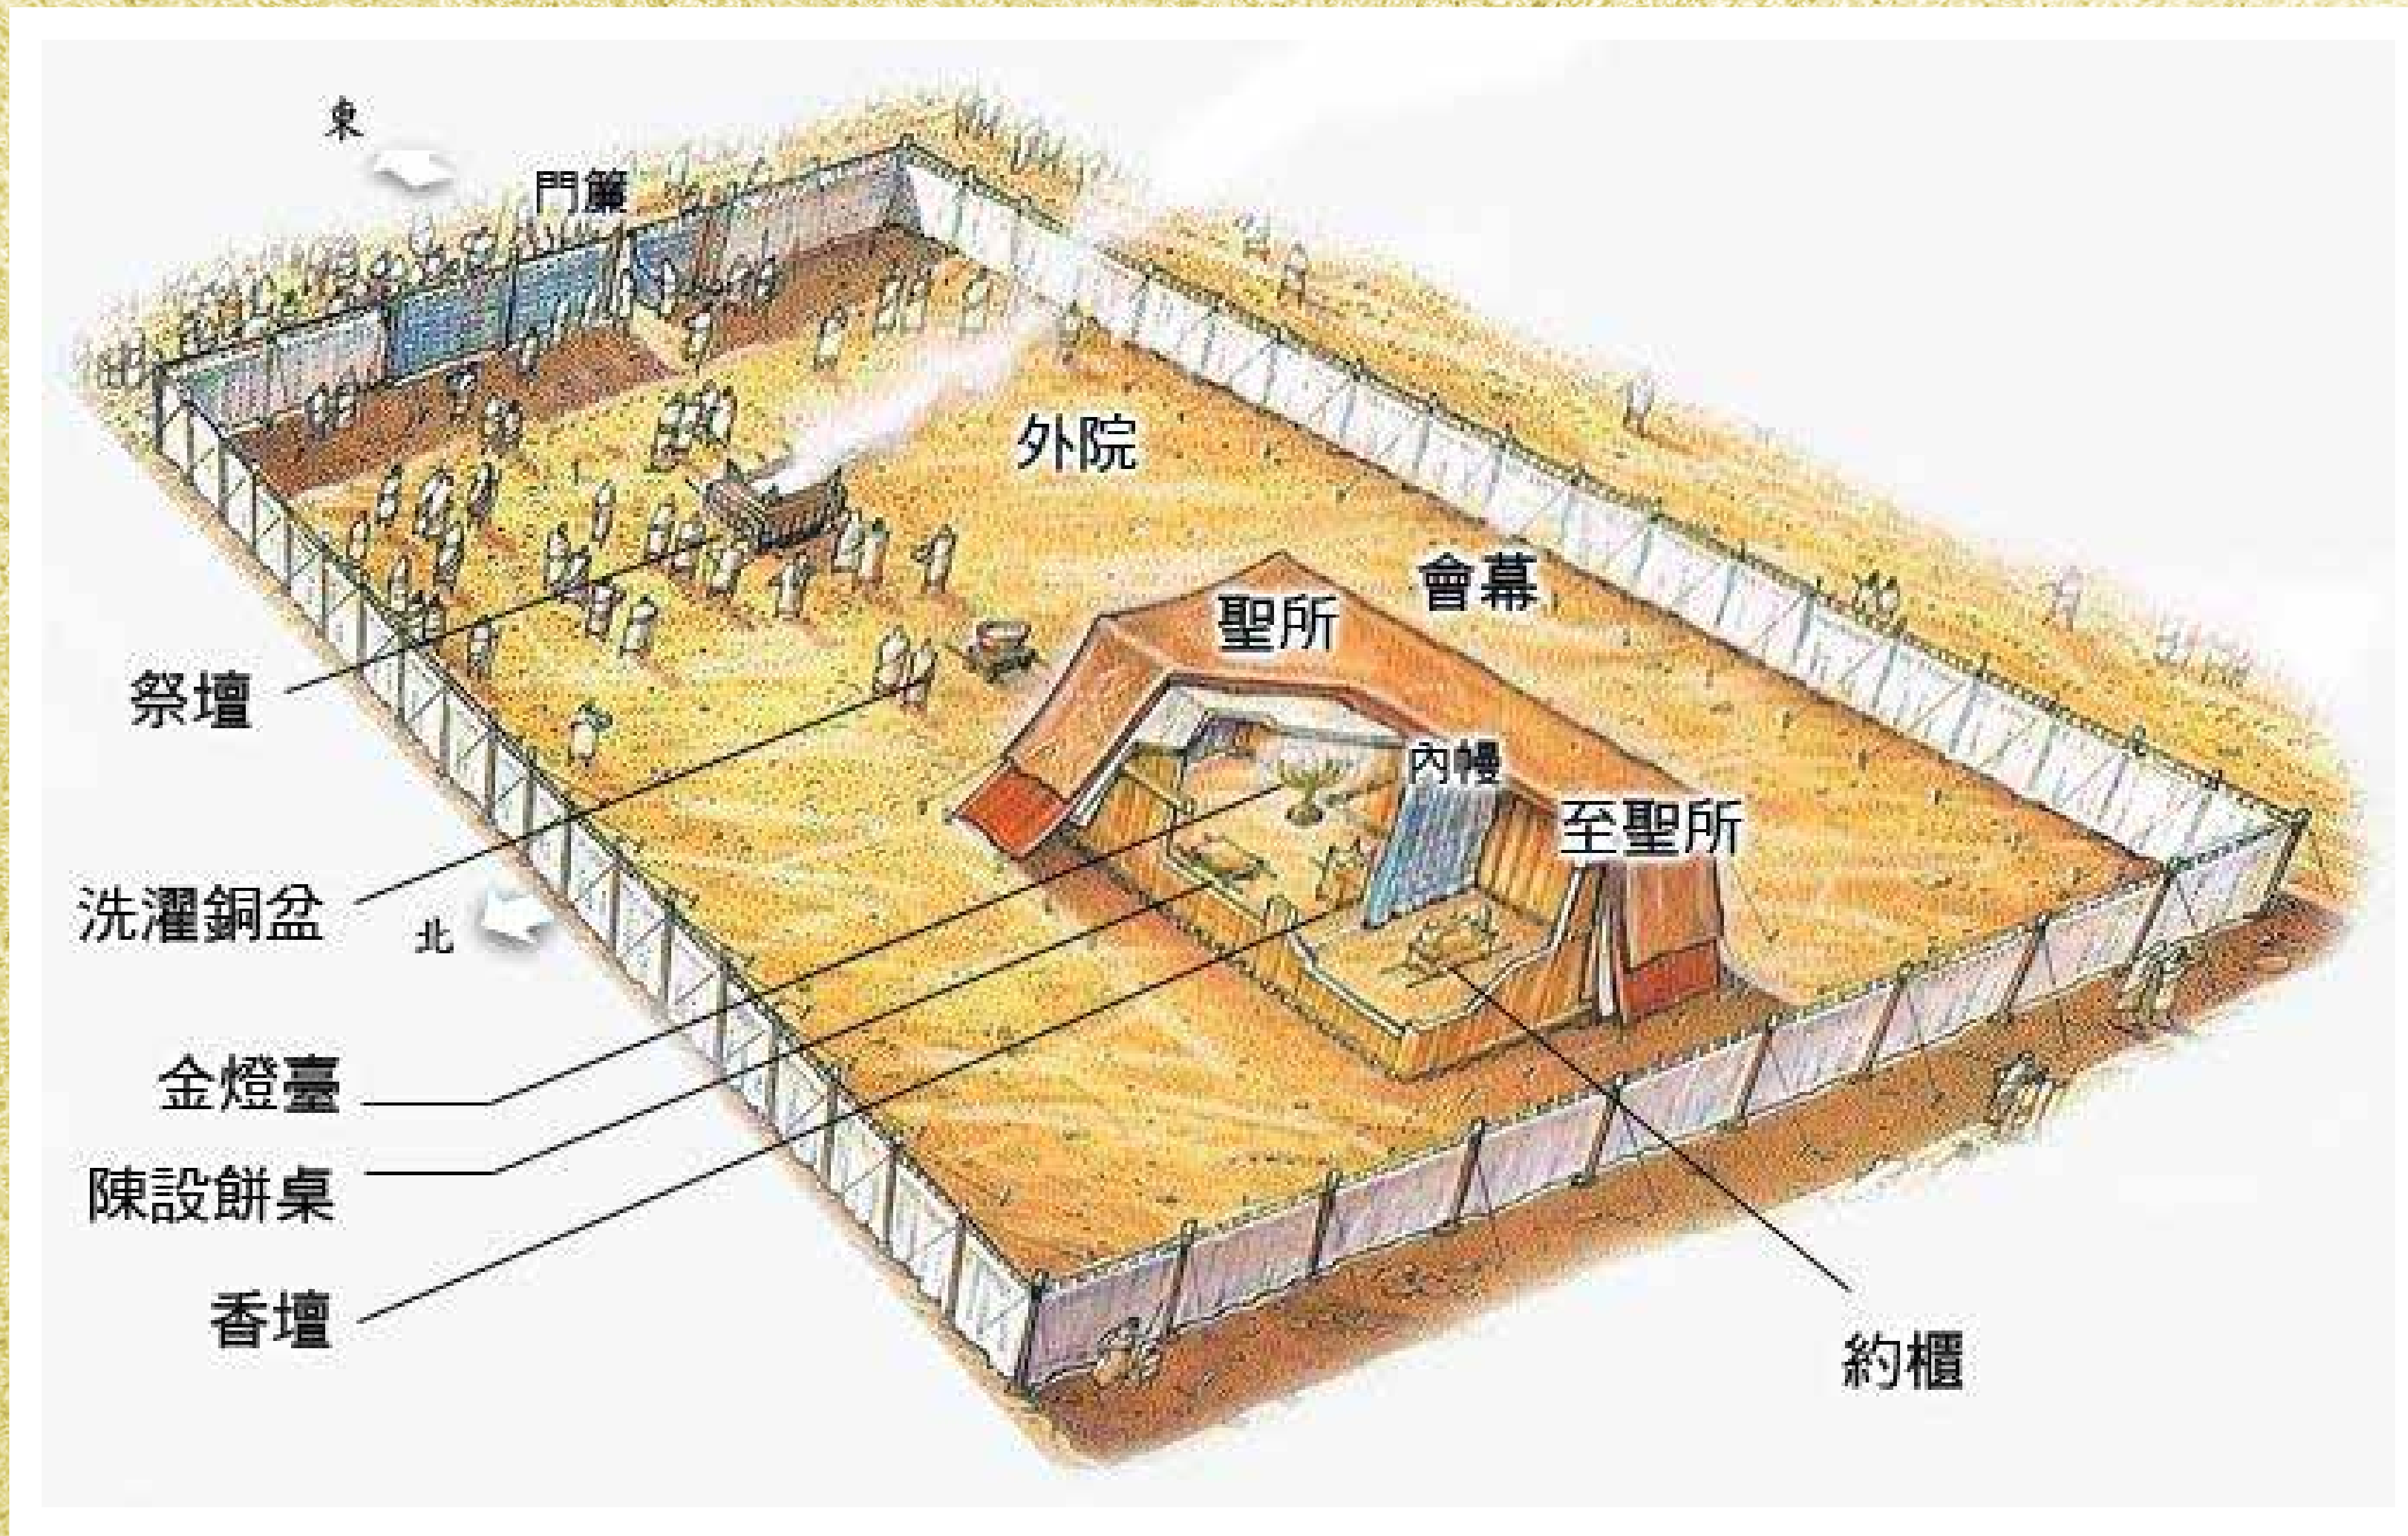 東
門簾
外院
會幕
聖所
祭壇
內幔
至聖所
洗濯銅盆
北
金燈臺
陳設餅桌
香壇
約櫃